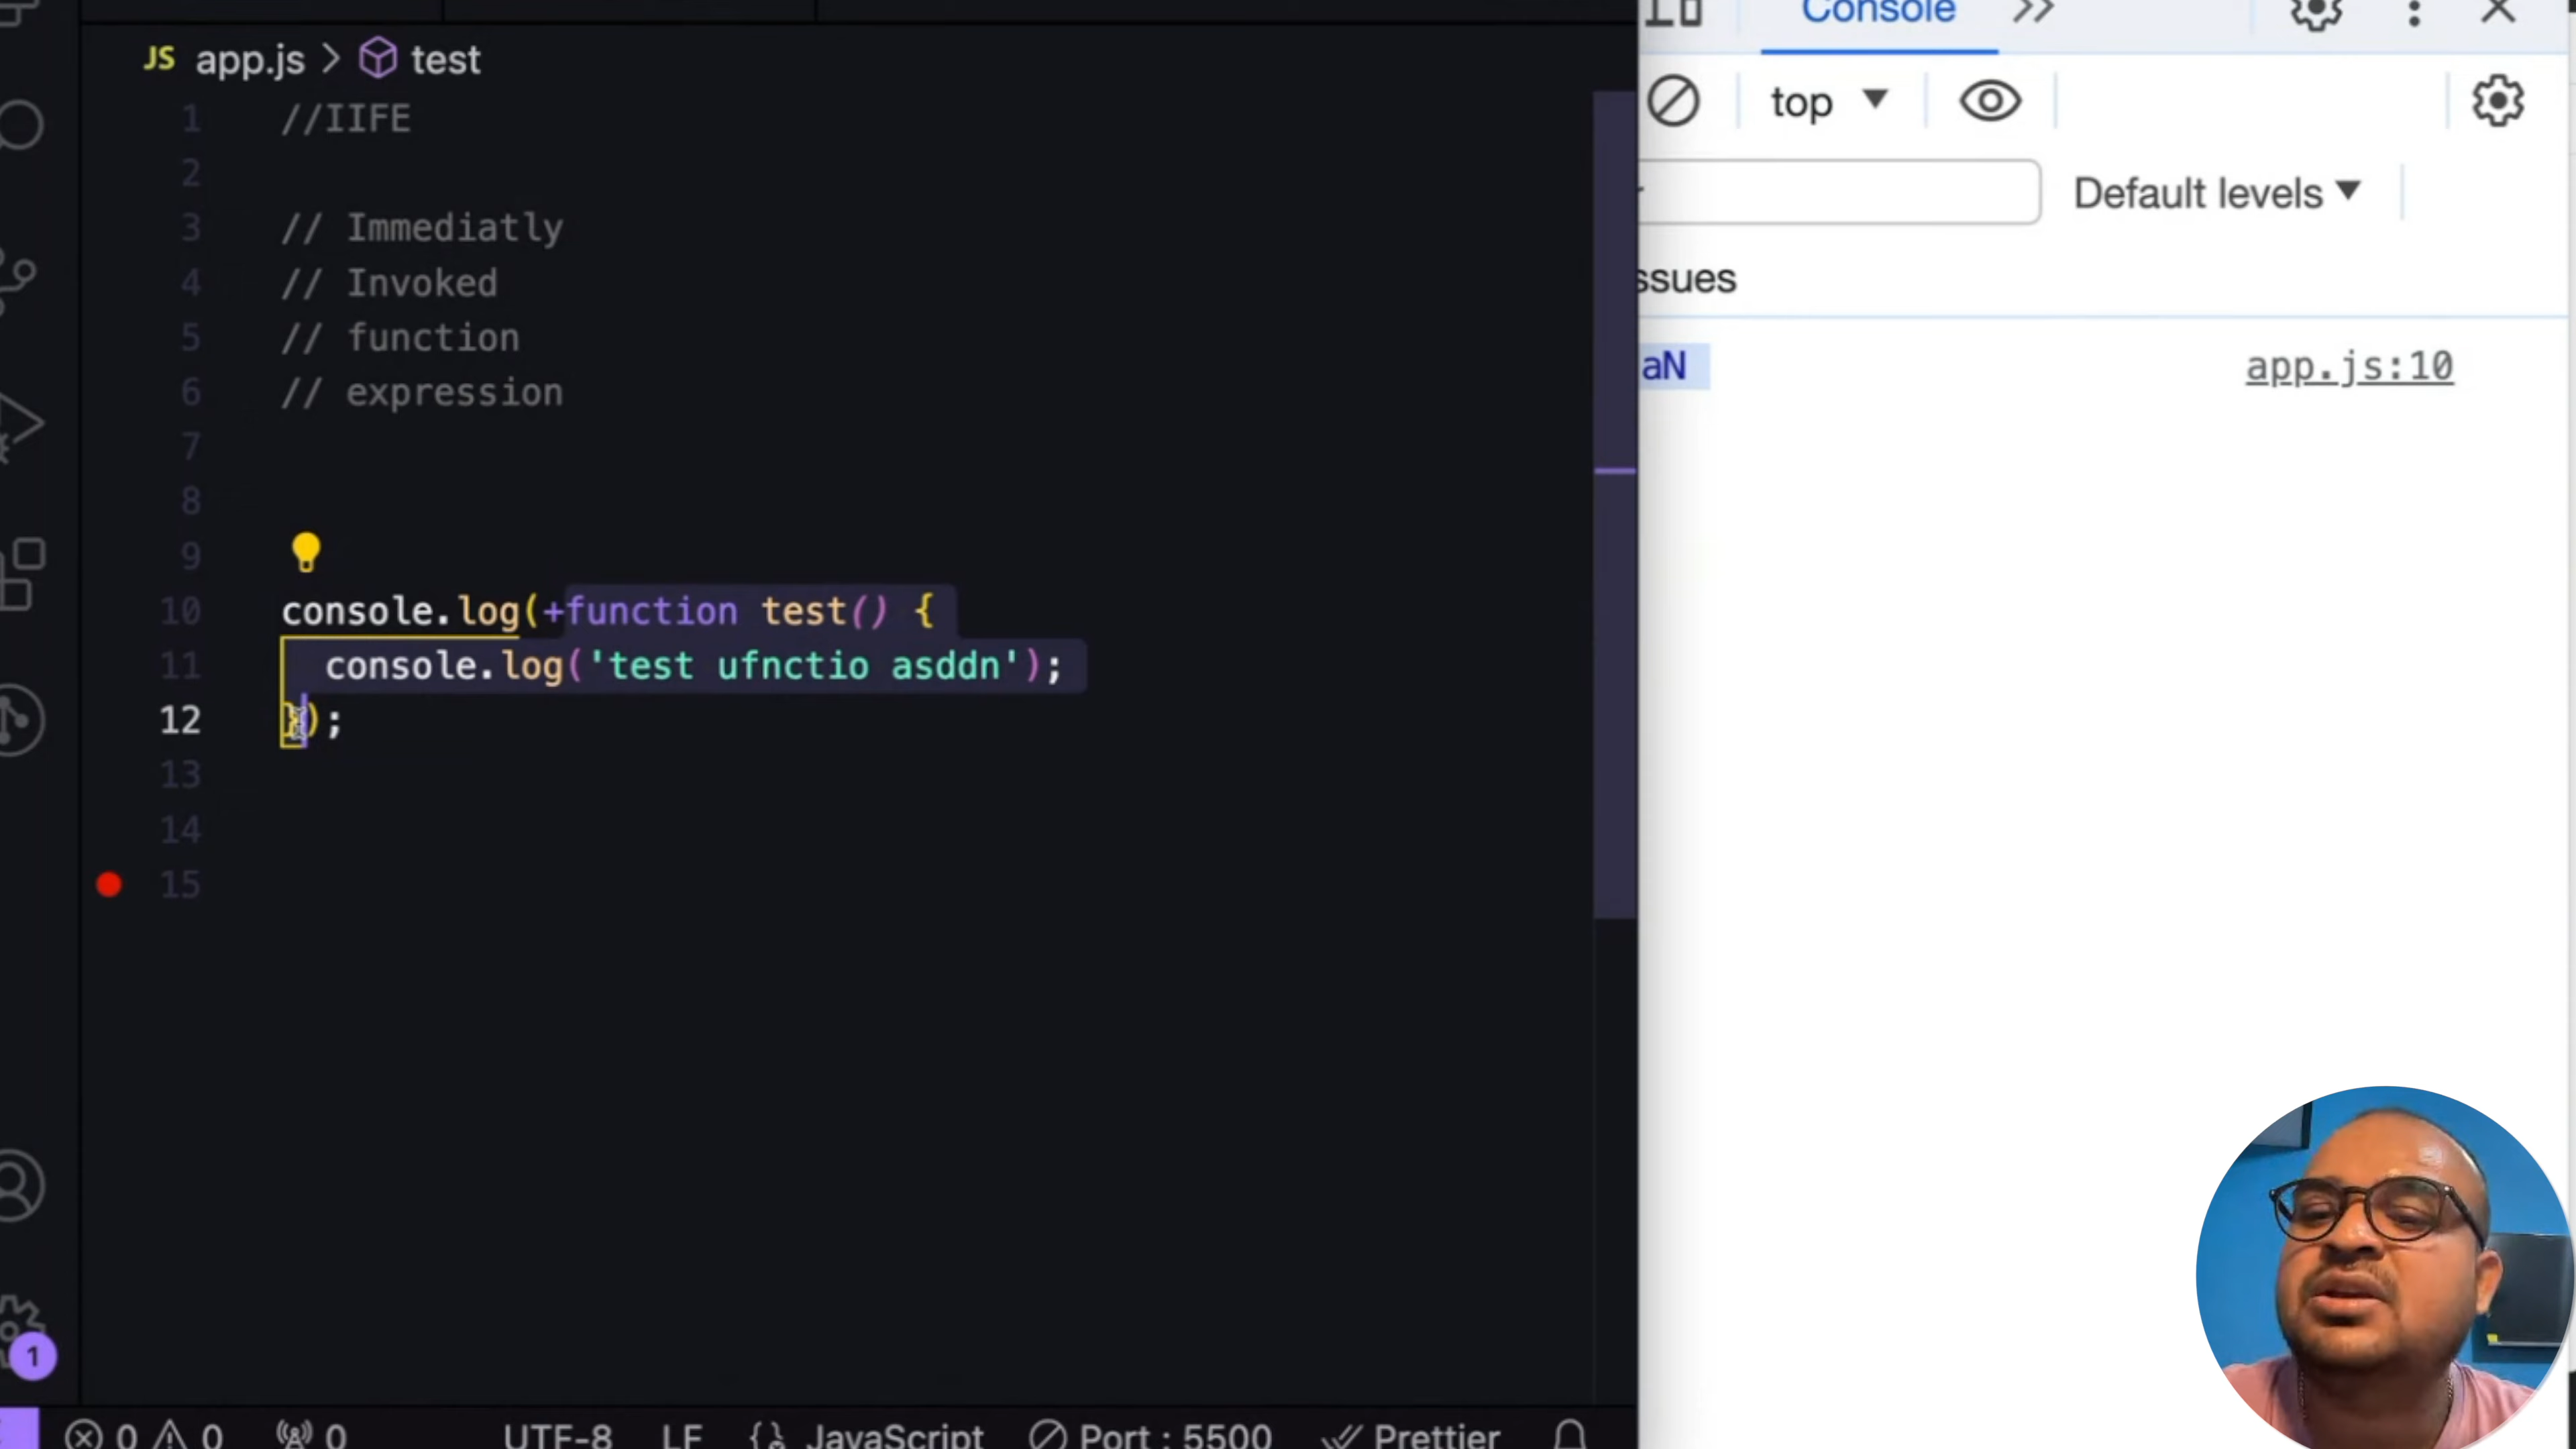 JS app.js > test
1 //IIFE
2
3 // Immediatly
4 // Invoked
5 // function
6 // expression
7
8
9
10 console.log(+function test() {
11 console.log('test ufnctio asddn');
12 });
13
14
15
1
0 0 0 UTF-8 LF {} JavaScript Port : 5500 Prettier
Console
top
Default levels
ssues
aN app.js:10